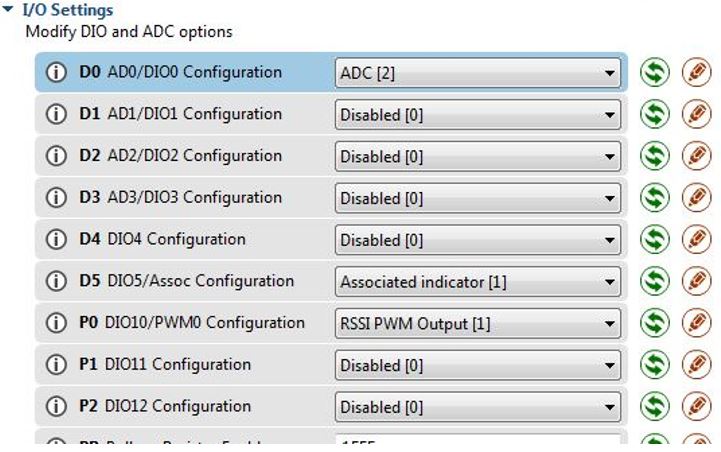 I/O Settings
Modify DIO and ADC options
D0 AD0/DIO0 Configuration ADC [2]
D1 AD1/DIO1 Configuration Disabled [0]
D2 AD2/DIO2 Configuration Disabled [0]
D3 AD3/DIO3 Configuration Disabled [0]
D4 DIO4 Configuration Disabled [0]
D5 DIO5/Assoc Configuration Associated indicator [1]
P0 DIO10/PWM0 Configuration RSSI PWM Output [1]
P1 DIO11 Configuration Disabled [0]
P2 DIO12 Configuration Disabled [0]